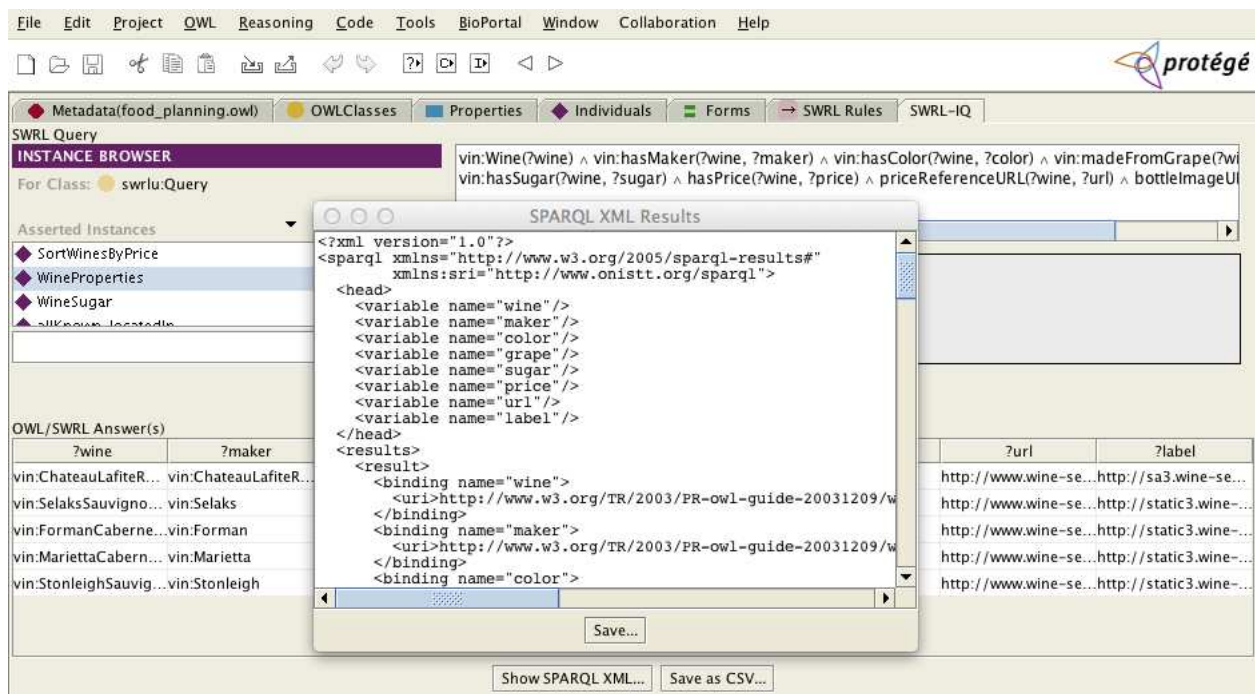 File Edit Project OWL Reasoning Code Tools BioPortal Window Collaboration Help
protégé
Metadata(food_planning.owl) OWLClasses Properties Individuals Forms SWRL Rules SWRL-IQ
SWRL Query
INSTANCE BROWSER
For Class: swrlu:Query
Asserted Instances
SortWinesByPrice
WineProperties
WineSugar
allKnown_locatedIn
vin:Wine(?wine) ∧ vin:hasMaker(?wine, ?maker) ∧ vin:hasColor(?wine, ?color) ∧ vin:madeFromGrape(?wi
vin:hasSugar(?wine, ?sugar) ∧ hasPrice(?wine, ?price) ∧ priceReferenceURL(?wine, ?url) ∧ bottleImageU
SPARQL XML Results
<?xml version="1.0"?>
<sparql xmlns="http://www.w3.org/2005/sparql-results#"
xmlns:sri="http://www.onistt.org/sparql">
<head>
<variable name="wine"/>
<variable name="maker"/>
<variable name="color"/>
<variable name="grape"/>
<variable name="sugar"/>
<variable name="price"/>
<variable name="url"/>
<variable name="label"/>
</head>
<results>
<result>
<binding name="wine">
<uri>http://www.w3.org/TR/2003/PR-owl-guide-20031209/w
</binding>
<binding name="maker">
<uri>http://www.w3.org/TR/2003/PR-owl-guide-20031209/w
</binding>
<binding name="color">
Save...
OWL/SWRL Answer(s)
?wine ?maker ?url ?label
vin:ChateauLafiteR... vin:ChateauLafiteR... http://www.wine-se... http://sa3.wine-se...
vin:SelaksSauvigno... vin:Selaks http://www.wine-se... http://static3.wine-...
vin:FormanCaberne... vin:Forman http://www.wine-se... http://static3.wine-...
vin:MariettaCabern... vin:Marietta http://www.wine-se... http://static3.wine-...
vin:StonleighSauvig... vin:Stonleigh http://www.wine-se... http://static3.wine-...
Show SPARQL XML... Save as CSV...